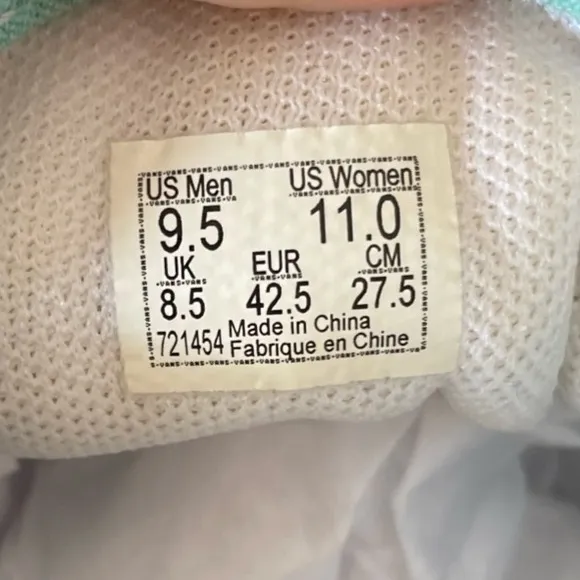 US Men US Women
9.5 11.0
UK EUR CM
8.5 42.5 27.5
721454 Made in China
Fabrique en Chine